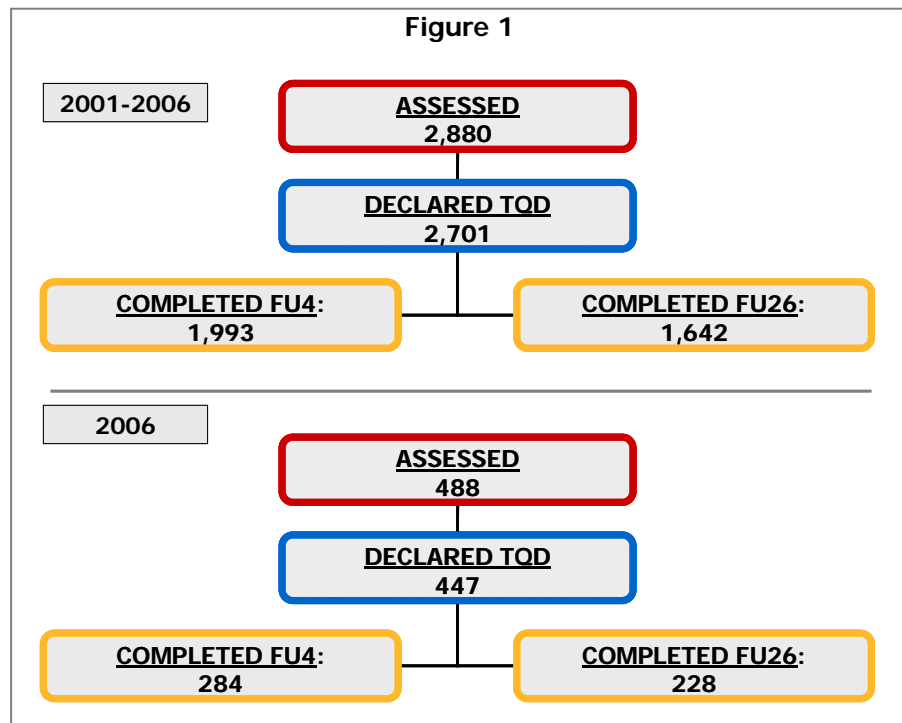 Figure 1
2001-2006
ASSESSED
2,880
DECLARED TQD
2,701
COMPLETED FU4:
1,993
COMPLETED FU26:
1,642
2006
ASSESSED
488
DECLARED TQD
447
COMPLETED FU4:
284
COMPLETED FU26:
228